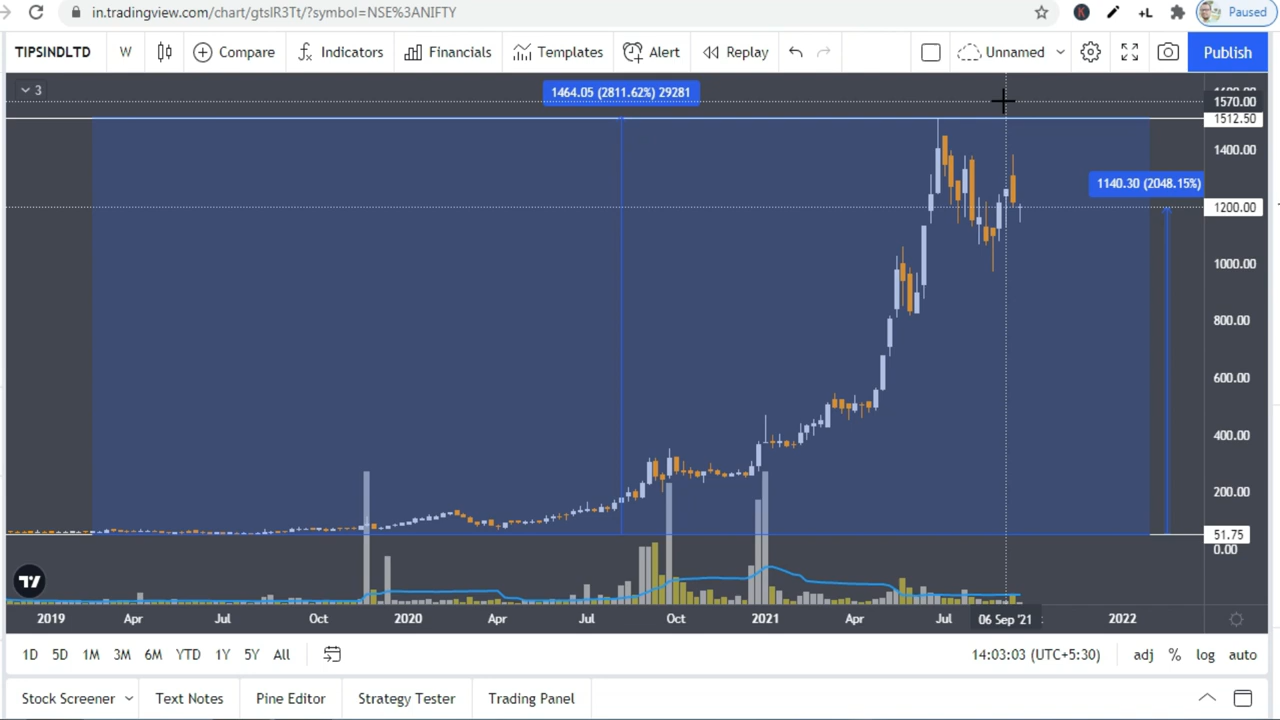 in.tradingview.com/chart/gtslR3Tt/?symbol=NSE%3ANIFTY
K
+L
Paused
TIPSINDLTD
W
Compare
Indicators
Financials
Templates
Alert
Replay
Unnamed
Publish
3
1464.05 (2811.62%) 29281
1570.00
1512.50
1400.00
1140.30 (2048.15%)
1200.00
1000.00
800.00
600.00
400.00
200.00
51.75
0.00
2019 Apr Jul Oct 2020 Apr Jul Oct 2021 Apr Jul 06 Sep '21 2022
1D 5D 1M 3M 6M YTD 1Y 5Y All 14:03:03 (UTC+5:30) adj % log auto
Stock Screener Text Notes Pine Editor Strategy Tester Trading Panel